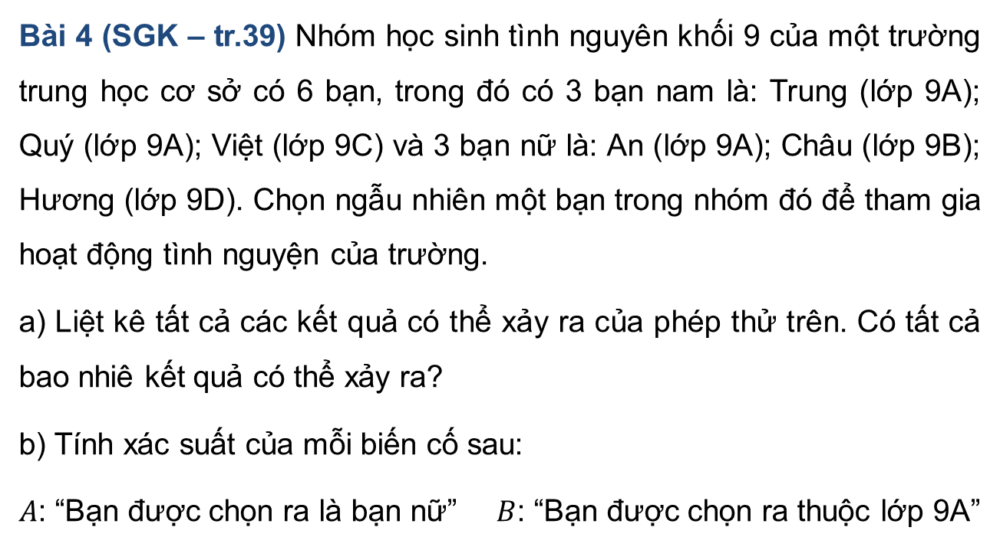 Bài 4 (SGK – tr.39) Nhóm học sinh tình nguyên khối 9 của một trường
trung học cơ sở có 6 bạn, trong đó có 3 bạn nam là: Trung (lớp 9A);
Quý (lớp 9A); Việt (lớp 9C) và 3 bạn nữ là: An (lớp 9A); Châu (lớp 9B);
Hương (lớp 9D). Chọn ngẫu nhiên một bạn trong nhóm đó để tham gia
hoạt động tình nguyện của trường.
a) Liệt kê tất cả các kết quả có thể xảy ra của phép thử trên. Có tất cả
bao nhiê kết quả có thể xảy ra?
b) Tính xác suất của mỗi biến cố sau:
A: “Bạn được chọn ra là bạn nữ” B: “Bạn được chọn ra thuộc lớp 9A”